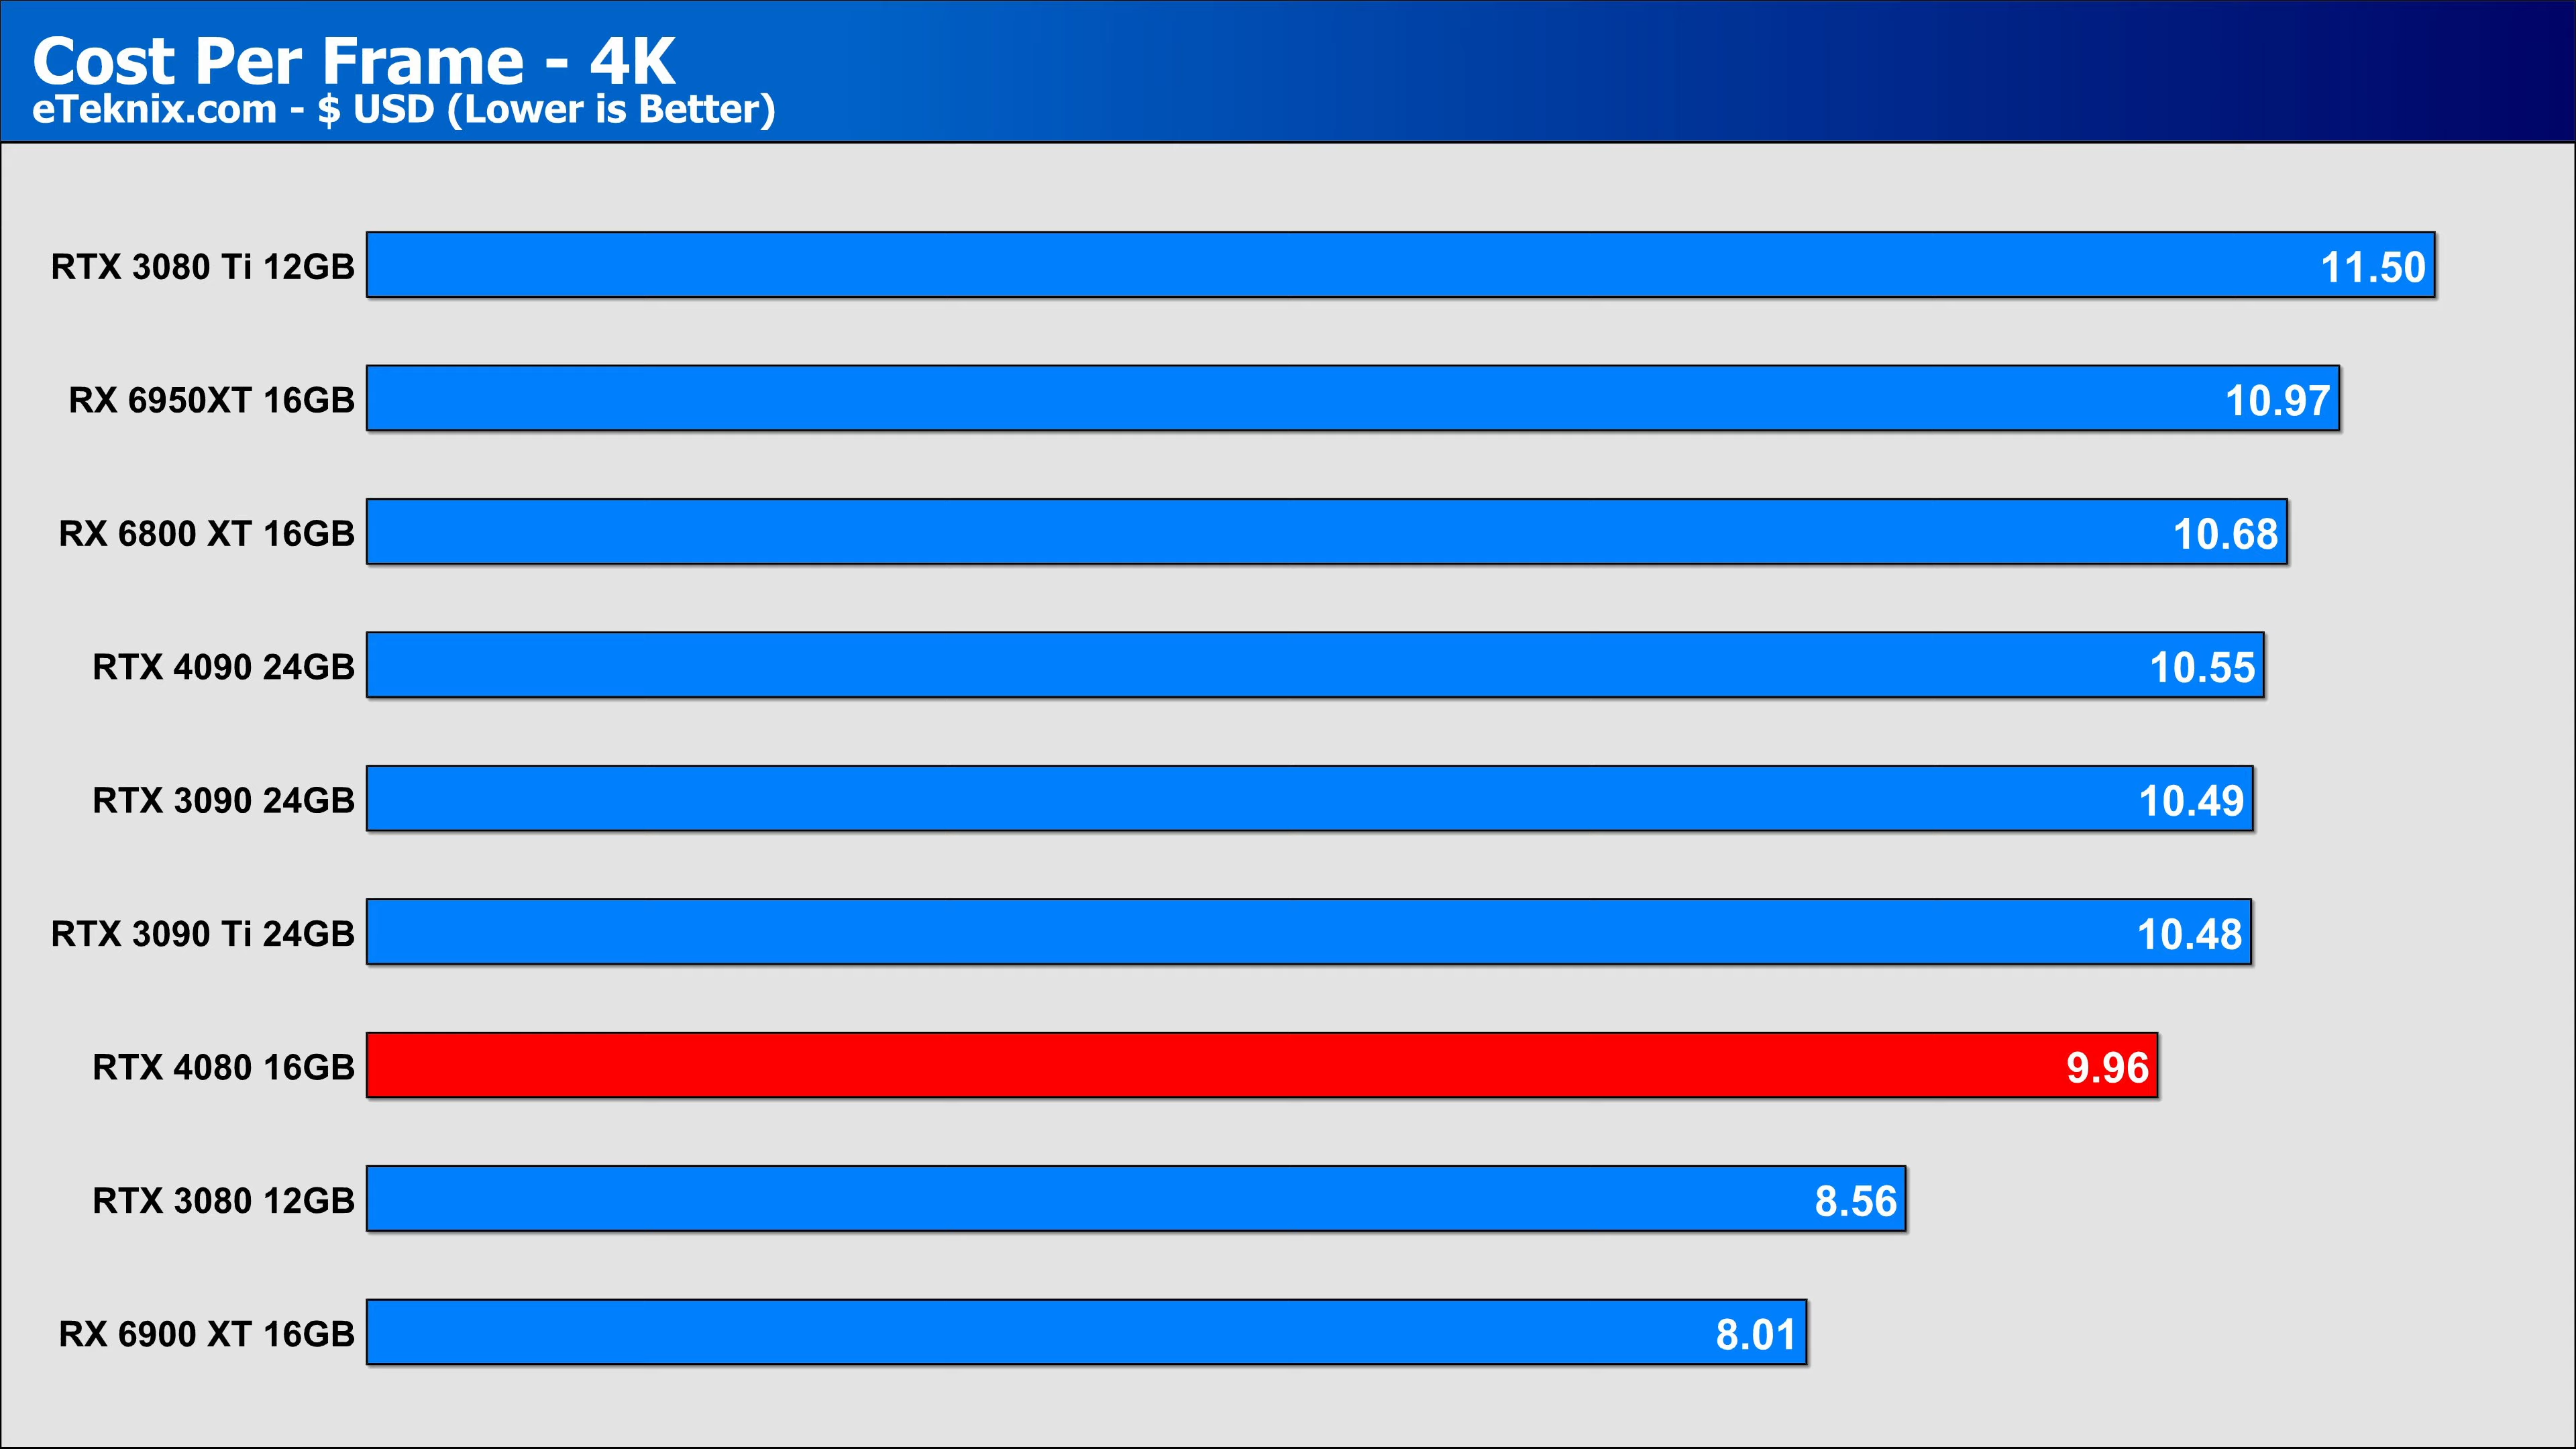 Cost Per Frame - 4K
eTeknix.com - $ USD (Lower is Better)
RTX 3080 Ti 12GB 11.50
RX 6950XT 16GB 10.97
RX 6800 XT 16GB 10.68
RTX 4090 24GB 10.55
RTX 3090 24GB 10.49
RTX 3090 Ti 24GB 10.48
RTX 4080 16GB 9.96
RTX 3080 12GB 8.56
RX 6900 XT 16GB 8.01